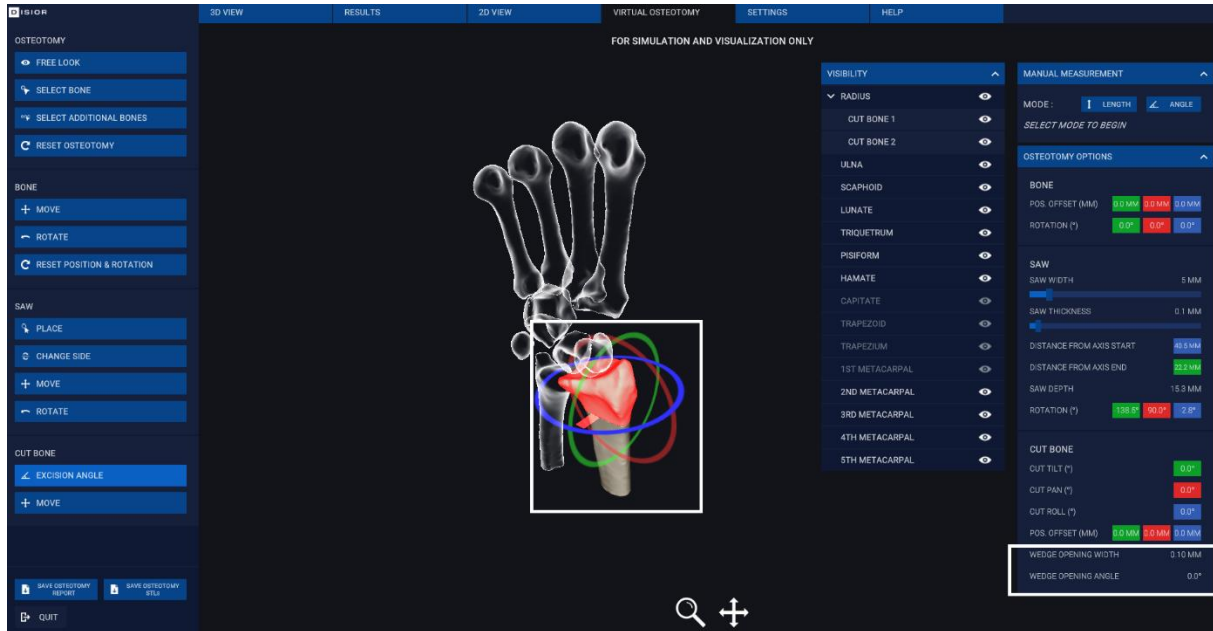 DISIOR
3D VIEW
RESULTS
2D VIEW
VIRTUAL OSTEOTOMY
SETTINGS
HELP
FOR SIMULATION AND VISUALIZATION ONLY
OSTEOTOMY
FREE LOOK
SELECT BONE
SELECT ADDITIONAL BONES
RESET OSTEOTOMY
BONE
MOVE
ROTATE
RESET POSITION & ROTATION
SAW
PLACE
CHANGE SIDE
MOVE
ROTATE
CUT BONE
EXCISION ANGLE
MOVE
SAVE OSTEOTOMY
REPORT
SAVE OSTEOTOMY
STLs
QUIT
VISIBILITY
RADIUS
CUT BONE 1
CUT BONE 2
ULNA
SCAPHOID
LUNATE
TRIQUETRUM
PISIFORM
HAMATE
CAPITATE
TRAPEZOID
TRAPEZIUM
1ST METACARPAL
2ND METACARPAL
3RD METACARPAL
4TH METACARPAL
5TH METACARPAL
MANUAL MEASUREMENT
MODE : LENGTH ANGLE
SELECT MODE TO BEGIN
OSTEOTOMY OPTIONS
BONE
POS. OFFSET (MM) 0.0 MM 0.0 MM 0.0 MM
ROTATION (°) 0.0° 0.0° 0.0°
SAW
SAW WIDTH 5 MM
SAW THICKNESS 0.1 MM
DISTANCE FROM AXIS START MM
DISTANCE FROM AXIS END 22.2 MM
SAW DEPTH 15.3 MM
ROTATION (°) -138.5° 90.0° 2.8°
CUT BONE
CUT TILT (°) 0.0°
CUT PAN (°) 0.0°
CUT ROLL (°) 0.0°
POS. OFFSET (MM) 0.0 MM 0.0 MM 0.0 MM
WEDGE OPENING WIDTH 0.10 MM
WEDGE OPENING ANGLE 0.0°